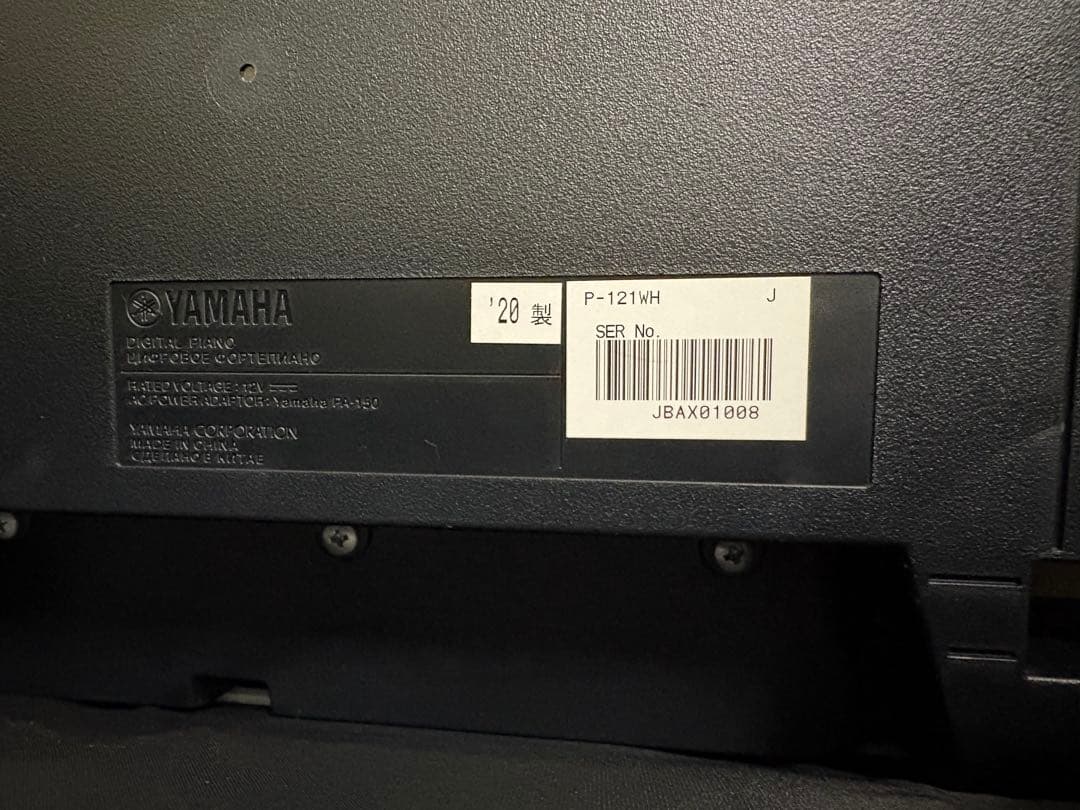 YAMAHA
DIGITAL PIANO
ЦИФРОВОЕ ФОРТЕПИАНО
RATED VOLTAGE : 12V
AC POWER ADAPTOR : Yamaha PA-150
YAMAHA CORPORATION
MADE IN CHINA
СДЕЛАНО В КИТАЕ
'20 製
P-121WH J
SER No.
JBAX01008